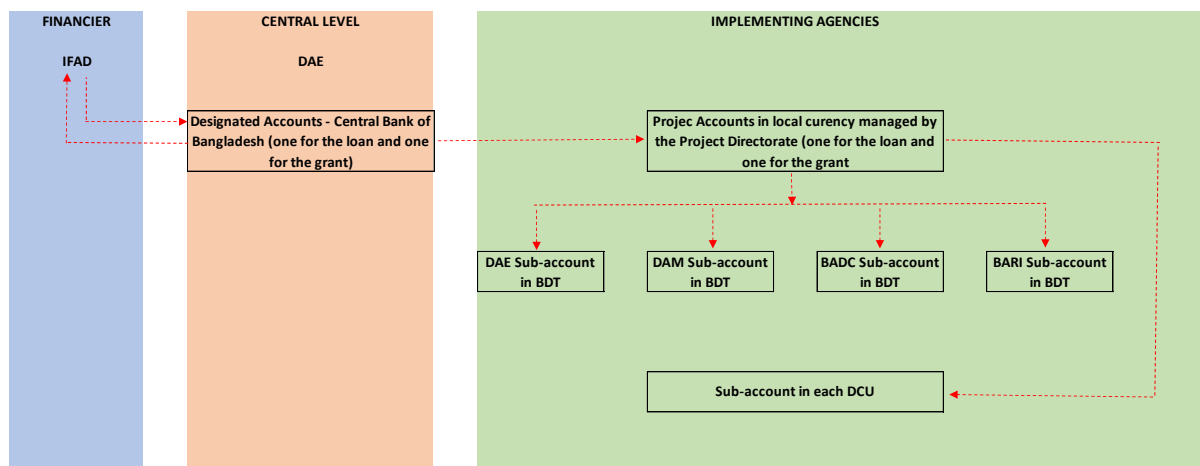 FINANCIER
CENTRAL LEVEL
IMPLEMENTING AGENCIES
IFAD
DAE
Designated Accounts - Central Bank of
Bangladesh (one for the loan and one
for the grant)
Projec Accounts in local curency managed by
the Project Directorate (one for the loan and
one for the grant
DAE Sub-account
in BDT
DAM Sub-account
in BDT
BADC Sub-account
in BDT
BARI Sub-account
in BDT
Sub-account in each DCU